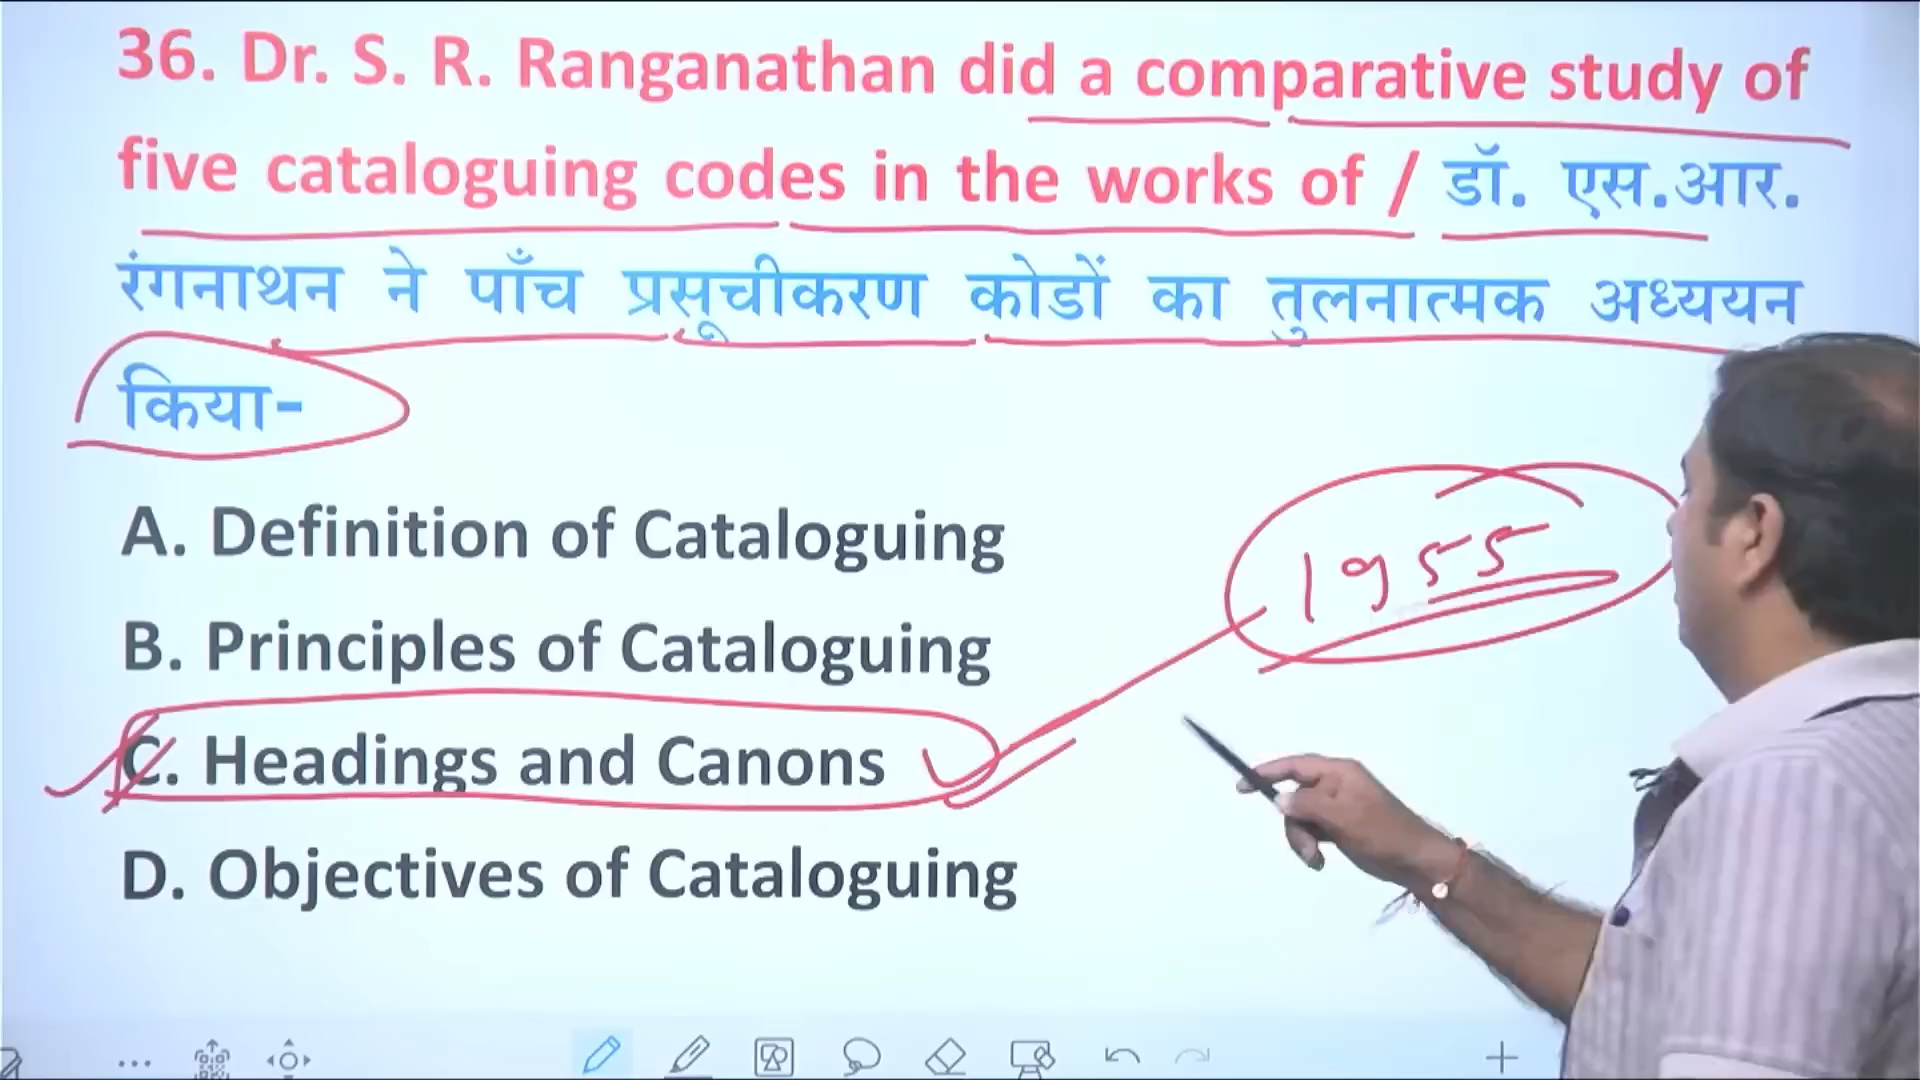 36. Dr. S. R. Ranganathan did a comparative study of
five cataloguing codes in the works of / डॉ. एस.आर.
रंगनाथन ने पाँच प्रसूचीकरण कोडों का तुलनात्मक अध्ययन
किया-
A. Definition of Cataloguing
1955
B. Principles of Cataloguing
C. Headings and Canons
D. Objectives of Cataloguing